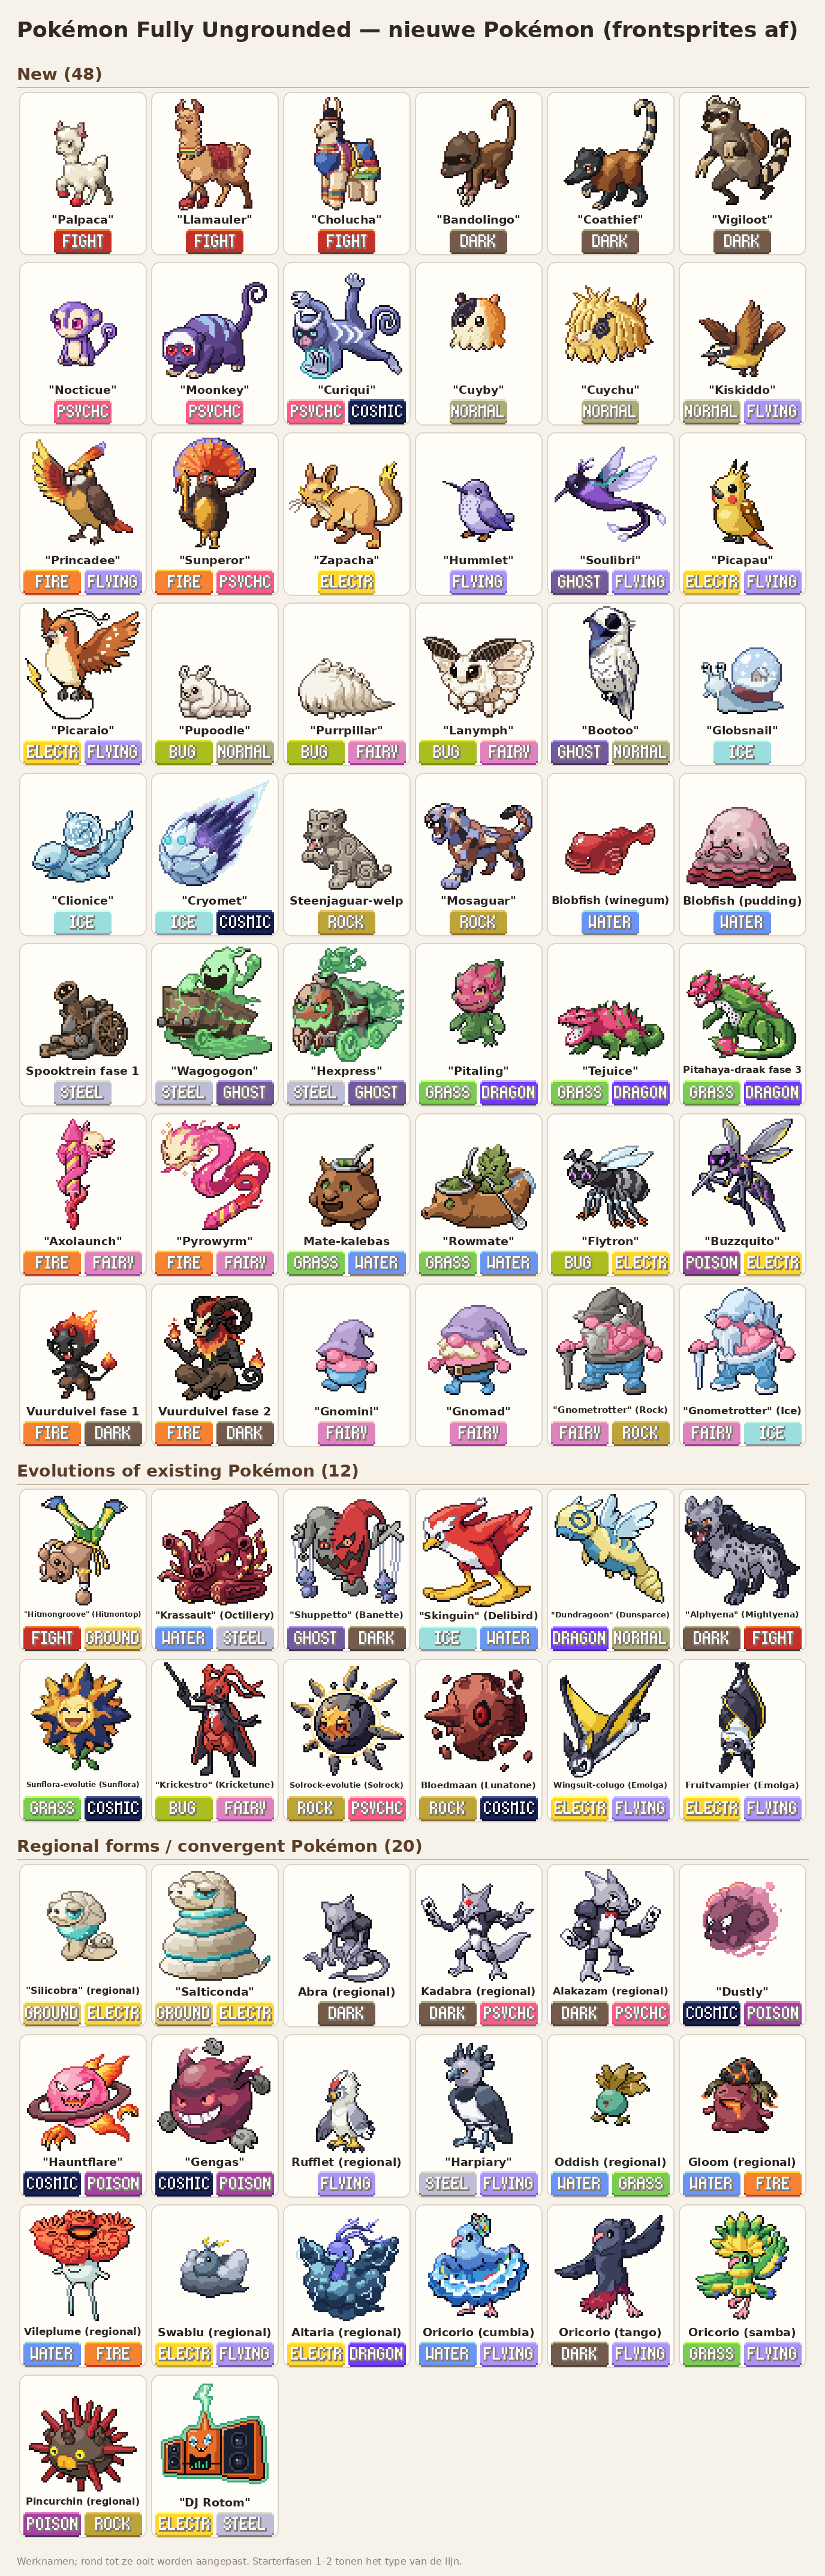 Pokémon Fully Ungrounded — nieuwe Pokémon (frontsprites af)
New (48)
"Palpaca" "Llamauler" "Cholucha" "Bandolingo" "Coathief" "Vigiloot"
FIGHT FIGHT FIGHT DARK DARK DARK
"Nocticue" "Moonkey" "Curiqui" "Cuyby" "Cuychu" "Kiskiddo"
PSYCHC PSYCHC PSYCHC COSMIC NORMAL NORMAL NORMAL FLYING
"Princadee" "Sunperor" "Zapacha" "Hummlet" "Soulibri" "Picapau"
FIRE FLYING FIRE PSYCHC ELECTR FLYING GHOST FLYING ELECTR FLYING
"Picaraio" "Pupoodle" "Purrpillar" "Lanymph" "Bootoo" "Globsnail"
ELECTR FLYING BUG NORMAL BUG FAIRY BUG FAIRY GHOST NORMAL ICE
"Clionice" "Cryomet" Steenjaguar-welp "Mosaguar" Blobfish (winegum) Blobfish (pudding)
ICE ICE COSMIC ROCK ROCK WATER WATER
Spooktrein fase 1 "Wagogogon" "Hexpress" "Pitaling" "Tejuice" Pitahaya-draak fase 3
STEEL STEEL GHOST STEEL GHOST GRASS DRAGON GRASS DRAGON GRASS DRAGON
"Axolaunch" "Pyrowyrm" Mate-kalebas "Rowmate" "Flytron" "Buzzquito"
FIRE FAIRY FIRE FAIRY GRASS WATER GRASS WATER BUG ELECTR POISON ELECTR
Vuurduivel fase 1 Vuurduivel fase 2 "Gnomini" "Gnomad" "Gnometrotter" (Rock) "Gnometrotter" (Ice)
FIRE DARK FIRE DARK FAIRY FAIRY FAIRY ROCK FAIRY ICE
Evolutions of existing Pokémon (12)
"Hitmongroove" (Hitmontop) "Krassault" (Octillery) "Shuppetto" (Banette) "Skinguin" (Delibird) "Dundragoon" (Dunsparce) "Alphyena" (Mightyena)
FIGHT GROUND WATER STEEL GHOST DARK ICE WATER DRAGON NORMAL DARK FIGHT
Sunflora-evolutie (Sunflora) "Krickestro" (Kricketune) Solrock-evolutie (Solrock) Bloedmaan (Lunatone) Wingsuit-colugo (Emolga) Fruitvampier (Emolga)
GRASS COSMIC BUG FAIRY ROCK PSYCHC ROCK COSMIC ELECTR FLYING ELECTR FLYING
Regional forms / convergent Pokémon (20)
"Silicobra" (regional) "Salticonda" Abra (regional) Kadabra (regional) Alakazam (regional) "Dustly"
GROUND ELECTR GROUND ELECTR DARK DARK PSYCHC DARK PSYCHC COSMIC POISON
"Hauntflare" "Gengas" Rufflet (regional) "Harpiary" Oddish (regional) Gloom (regional)
COSMIC POISON COSMIC POISON FLYING STEEL FLYING WATER GRASS WATER FIRE
Vileplume (regional) Swablu (regional) Altaria (regional) Oricorio (cumbia) Oricorio (tango) Oricorio (samba)
WATER FIRE ELECTR FLYING ELECTR DRAGON WATER FLYING DARK FLYING GRASS FLYING
Pincurchin (regional) "DJ Rotom"
POISON ROCK ELECTR STEEL
Werknamen; rond tot ze ooit worden aangepast. Starterfasen 1–2 tonen het type van de lijn.